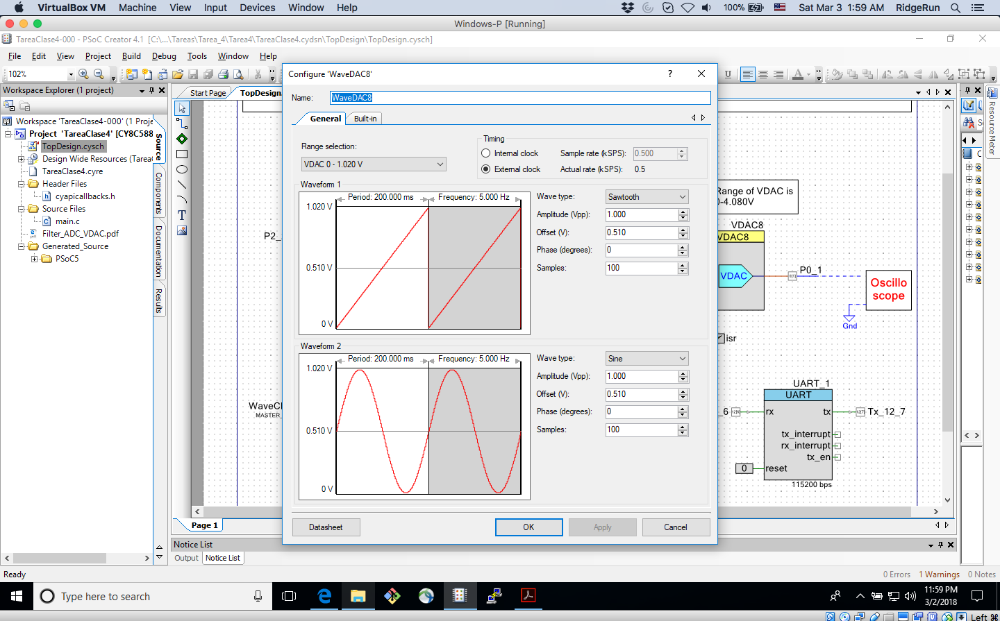 VirtualBox VM Machine View Input Devices Window Help
100% Sat Mar 3 1:59 AM RidgeRun
Windows-P [Running]
TareaClase4-000 - PSoC Creator 4.1 [C:\...\Tareas\Tarea_4\Tarea4\TareaClase4.cydsn\TopDesign\TopDesign.cysch]
File Edit View Project Build Debug Tools Window Help
102%
Workspace Explorer (1 project)
Workspace 'TareaClase4-000' (1 Proje
Project 'TareaClase4' [CY8C588
TopDesign.cysch
Design Wide Resources (Tarea
TareaClase4.cyre
Header Files
cyapicallbacks.h
Source Files
main.c
Filter_ADC_VDAC.pdf
Generated_Source
PSoC5
Source
Components
Documentation
Results
Start Page
TopDesign.
T
P2_
WaveCl
MASTER_
Configure 'WaveDAC8'
?
Name:
WaveDAC8
General
Built-in
Range selection:
VDAC 0 - 1.020 V
Timing
Internal clock
Sample rate (kSPS):
0.500
External clock
Actual rate (kSPS):
0.5
Waveform 1
Period: 200.000 ms
Frequency: 5.000 Hz
1.020 V
0.510 V
0 V
Wave type:
Sawtooth
Amplitude (Vpp):
1.000
Offset (V):
0.510
Phase (degrees):
0
Samples:
100
Waveform 2
Period: 200.000 ms
Frequency: 5.000 Hz
1.020 V
0.510 V
0 V
Wave type:
Sine
Amplitude (Vpp):
1.000
Offset (V):
0.510
Phase (degrees):
0
Samples:
100
Datasheet
OK
Apply
Cancel
U
A
Range of VDAC is
0-4.080V
VDAC8
VDAC8
VDAC
P0_1
Oscillo
scope
Gnd
isr
UART_1
UART
_6
rx
tx
Tx_12_7
tx_interrupt
rx_interrupt
tx_en
0
reset
115200 bps
Resource Meter
Page 1
Notice List
Output
Notice List
Ready
0 Errors 1 Warnings 0 Notes
Type here to search
11:59 PM
3/2/2018
Left ⌘